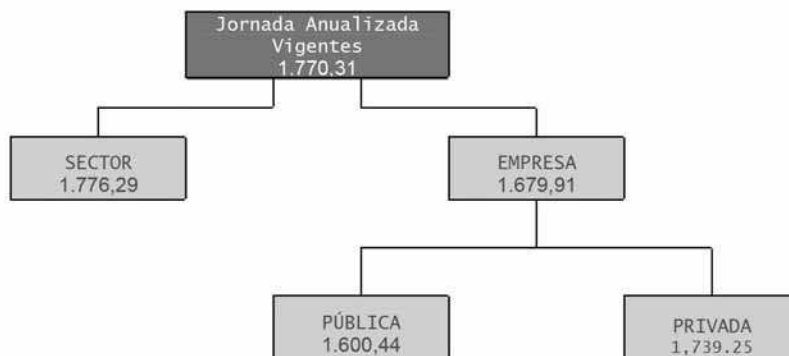 Jornada Anualizada
Vigentes
1.770,31
SECTOR
1.776,29
EMPRESA
1.679,91
PÚBLICA
1.600,44
PRIVADA
1,739.25